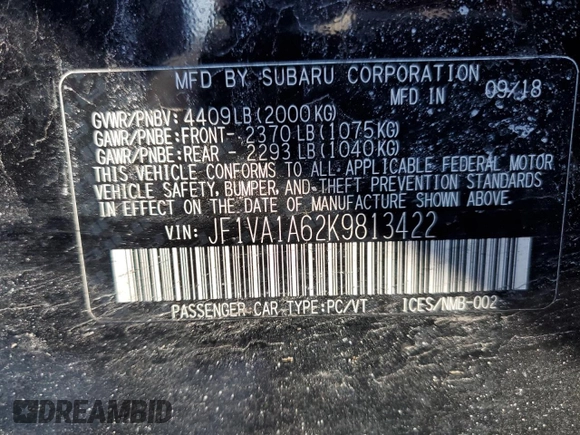 MFD BY SUBARU CORPORATION
MFD IN 09/18
GVWR/PNBV: 4409LB(2000KG)
GAWR/PNBE:FRONT- 2370 LB(1075KG)
GAWR/PNBE:REAR - 2293 LB(1040KG)
THIS VEHICLE CONFORMS TO ALL APPLICABLE FEDERAL MOTOR
VEHICLE SAFETY, BUMPER, AND THEFT PREVENTION STANDARDS
IN EFFECT ON THE DATE OF MANUFACTURE SHOWN ABOVE.
VIN: JF1VA1A62K9813422
PASSENGER CAR TYPE:PC/VT ICES/NMB-002
DREAMBID